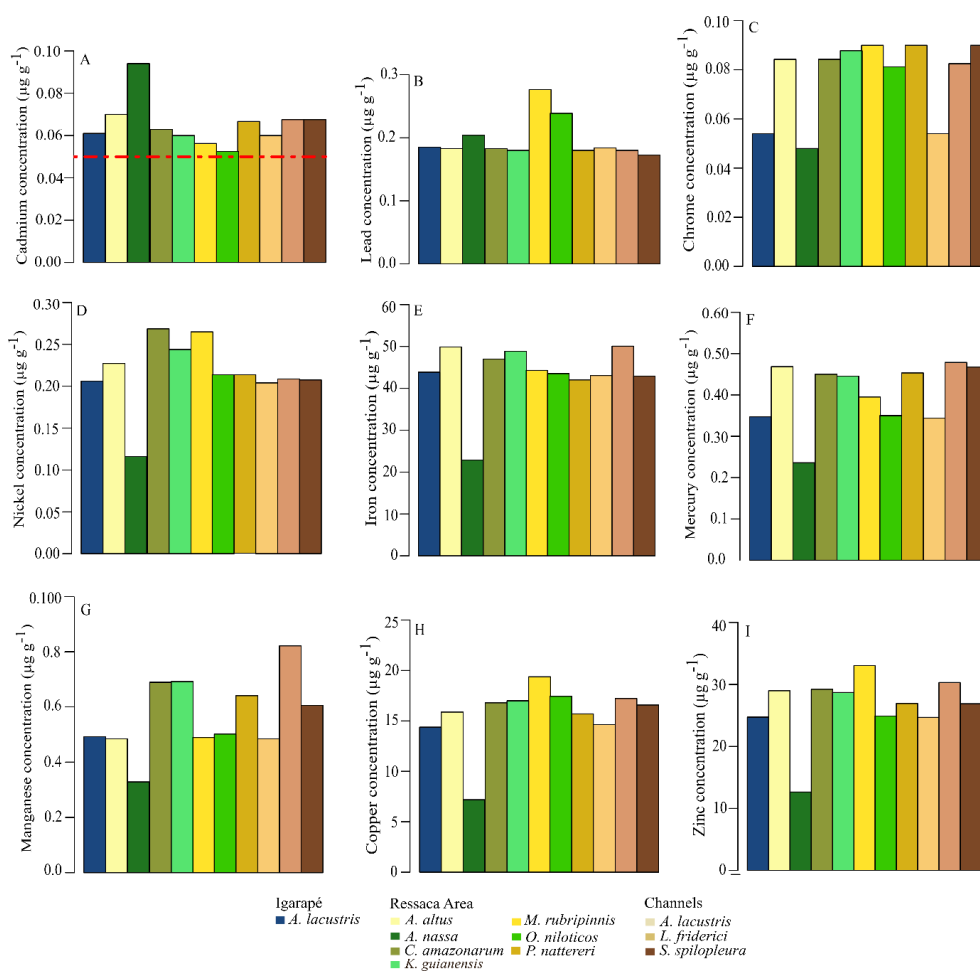 A
Cadmium concentration (µg g-1)
0.10
0.08
0.06
0.04
0.02
0.00
B
Lead concentration (µg g-1)
0.3
0.2
0.1
0.0
C
Chrome concentration (µg g-1)
0.10
0.08
0.06
0.04
0.02
0.00
D
Nickel concentration (µg g-1)
0.30
0.25
0.20
0.15
0.10
0.05
0.00
E
Iron concentration (µg g-1)
60
50
40
30
20
10
0
F
Mercury concentration (µg g-1)
0.60
0.50
0.40
0.30
0.20
0.1
0.0
G
Manganese concentration (µg g-1)
0.100
0.8
0.6
0.4
0.2
0.0
H
Copper concentration (µg g-1)
25
20
15
10
5
0
I
Zinc concentration (µg g-1)
40
30
20
10
0
Igarapé
A. lacustris
Ressaca Area
A. altus
A. nassa
C. amazonarum
K. guianensis
M. rubripinnis
O. niloticos
P. nattereri
Channels
A. lacustris
L. friderici
S. spilopleura